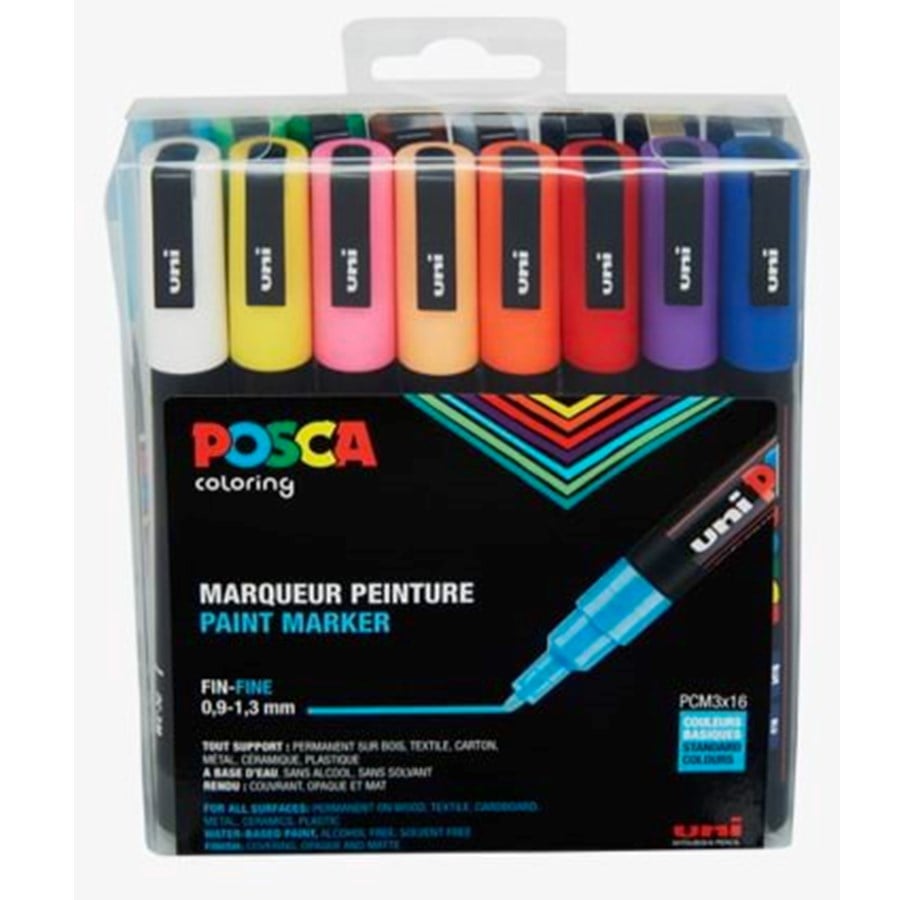 uni uni uni uni uni uni uni uni
POSCA
coloring
uni P
MARQUEUR PEINTURE
PAINT MARKER
FIN-FINE
0,9-1,3 mm
PCM3x16
COULEURS
BASIQUES
STANDARD
COLOURS
TOUT SUPPORT : PERMANENT SUR BOIS, TEXTILE, CARTON,
MÉTAL, CÉRAMIQUE, PLASTIQUE
A BASE D'EAU, SANS ALCOOL, SANS SOLVANT
RENDU : COUVRANT, OPAQUE ET MAT
FOR ALL SURFACES: PERMANENT ON WOOD, TEXTILE, CARDBOARD,
METAL, CERAMICS, PLASTIC
WATER-BASED PAINT, ALCOHOL FREE, SOLVENT FREE
FINISH: COVERING, OPAQUE AND MATTE
uni
MITSUBISHI PENCIL